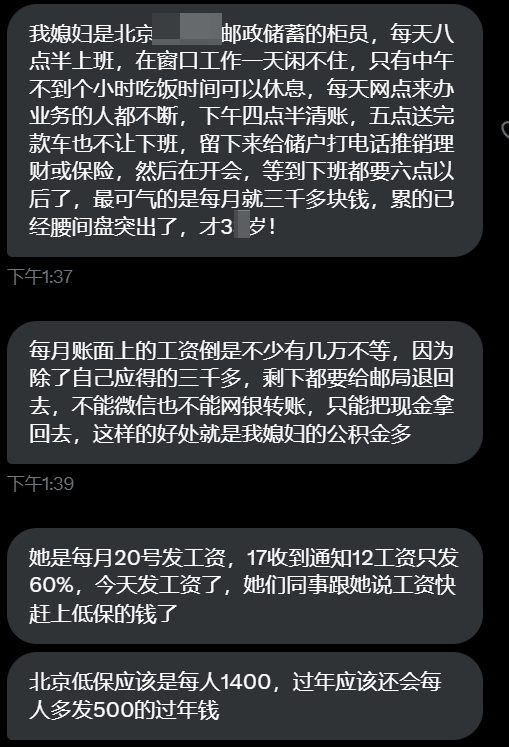 我媳妇是北京 邮政储蓄的柜员，每天八
点半上班，在窗口工作一天闲不住，只有中午
不到个小时吃饭时间可以休息，每天网点来办
业务的人都不断，下午四点半清账，五点送完
款车也不让下班，留下来给储户打电话推销理
财或保险，然后在开会，等到下班都要六点以
后了，最可气的是每月就三千多块钱，累的已
经腰间盘突出了，才3 岁！
下午1:37
每月账面上的工资倒是不少有几万不等，因为
除了自己应得的三千多，剩下都要给邮局退回
去，不能微信也不能网银转账，只能把现金拿
回去，这样的好处就是我媳妇的公积金多
下午1:39
她是每月20号发工资，17收到通知12工资只发
60%，今天发工资了，她们同事跟她说工资快
赶上低保的钱了
北京低保应该是每人1400，过年应该还会每
人多发500的过年钱